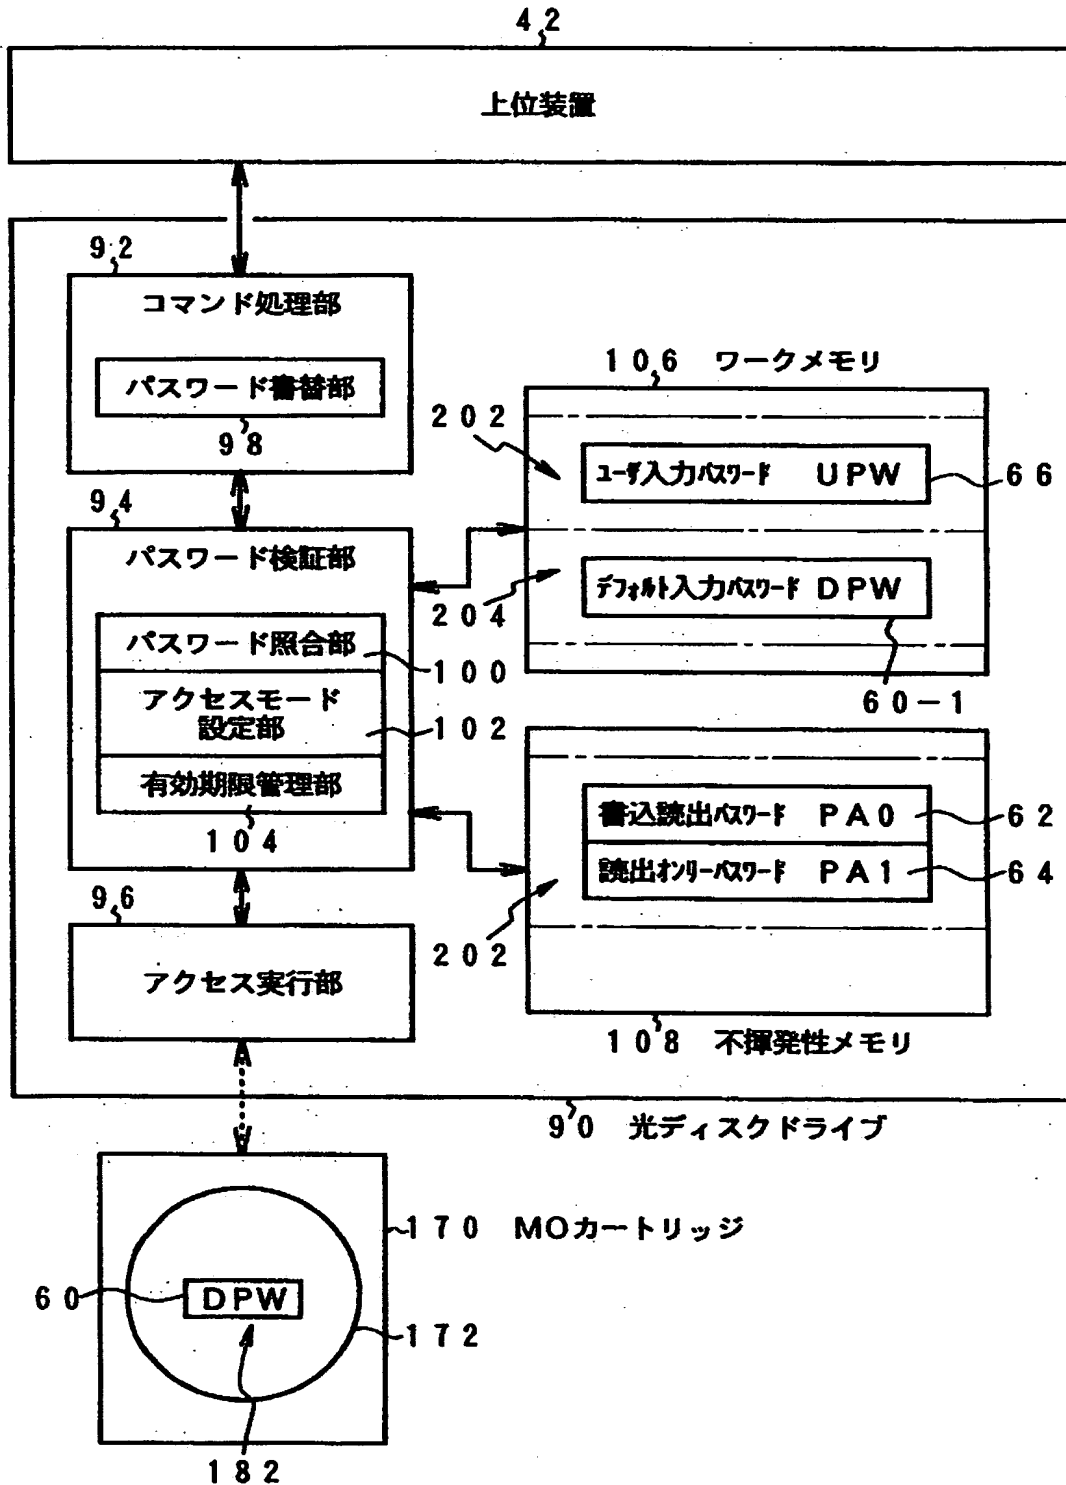 42
上位装置
92
コマンド処理部
パスワード書替部
98
94
パスワード検証部
パスワード照合部
100
アクセスモード
設定部
102
有効期限管理部
104
96
アクセス実行部
106 ワークメモリ
202
ユーザ入力パスワード UPW
66
204
デフォルト入力パスワード DPW
60-1
書込読出パスワード PA0
62
読出オンリーパスワード PA1
64
202
108 不揮発性メモリ
90 光ディスクドライブ
170 MOカートリッジ
60
DPW
172
182